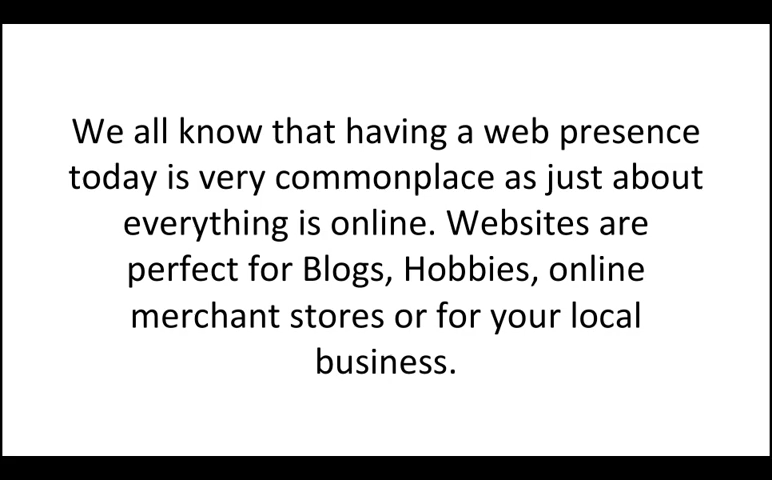 We all know that having a web presence
today is very commonplace as just about
everything is online. Websites are
perfect for Blogs, Hobbies, online
merchant stores or for your local
business.